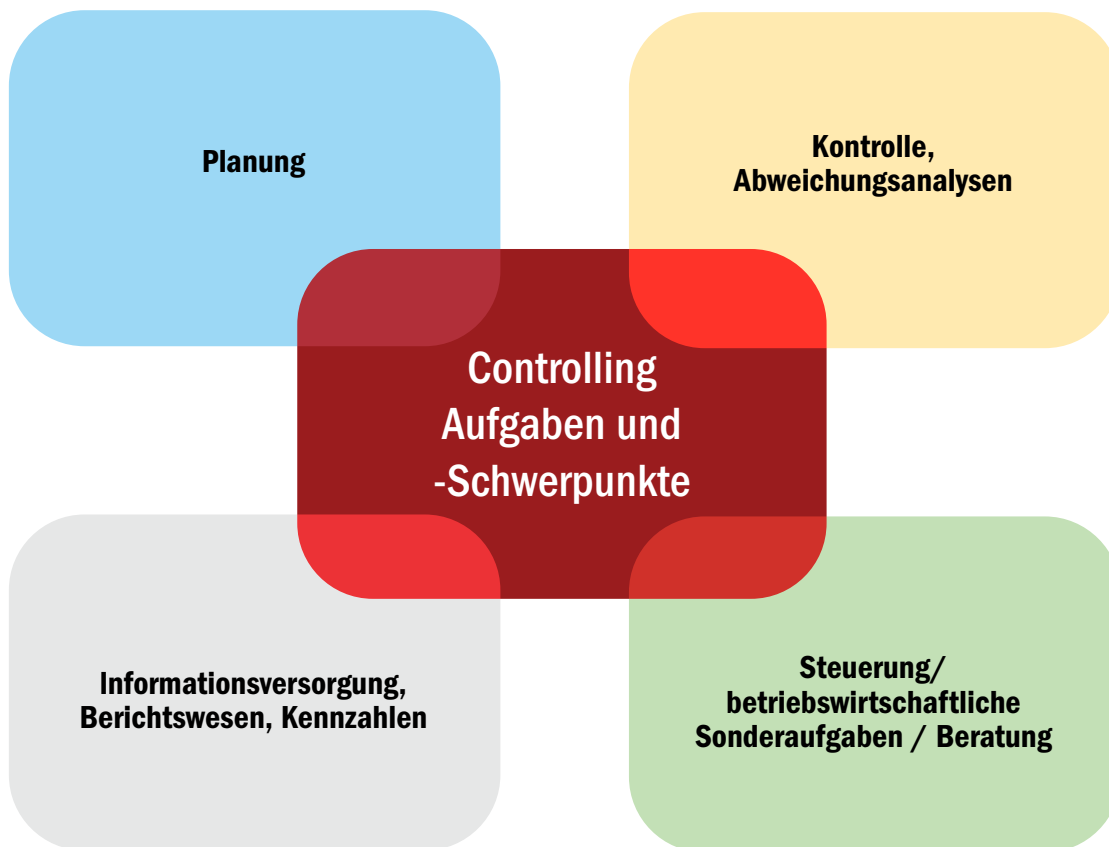 Planung
Kontrolle,
Abweichungsanalysen
Controlling
Aufgaben und
-Schwerpunkte
Informationsversorgung,
Berichtswesen, Kennzahlen
Steuerung/
betriebswirtschaftliche
Sonderaufgaben / Beratung